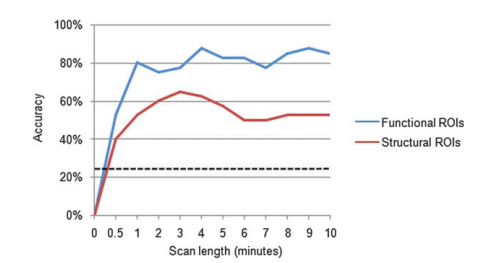 100%
80%
60%
40%
20%
0%
Accuracy
0 0.5 1 2 3 4 5 6 7 8 9 10
Scan length (minutes)
Functional ROIs
Structural ROIs